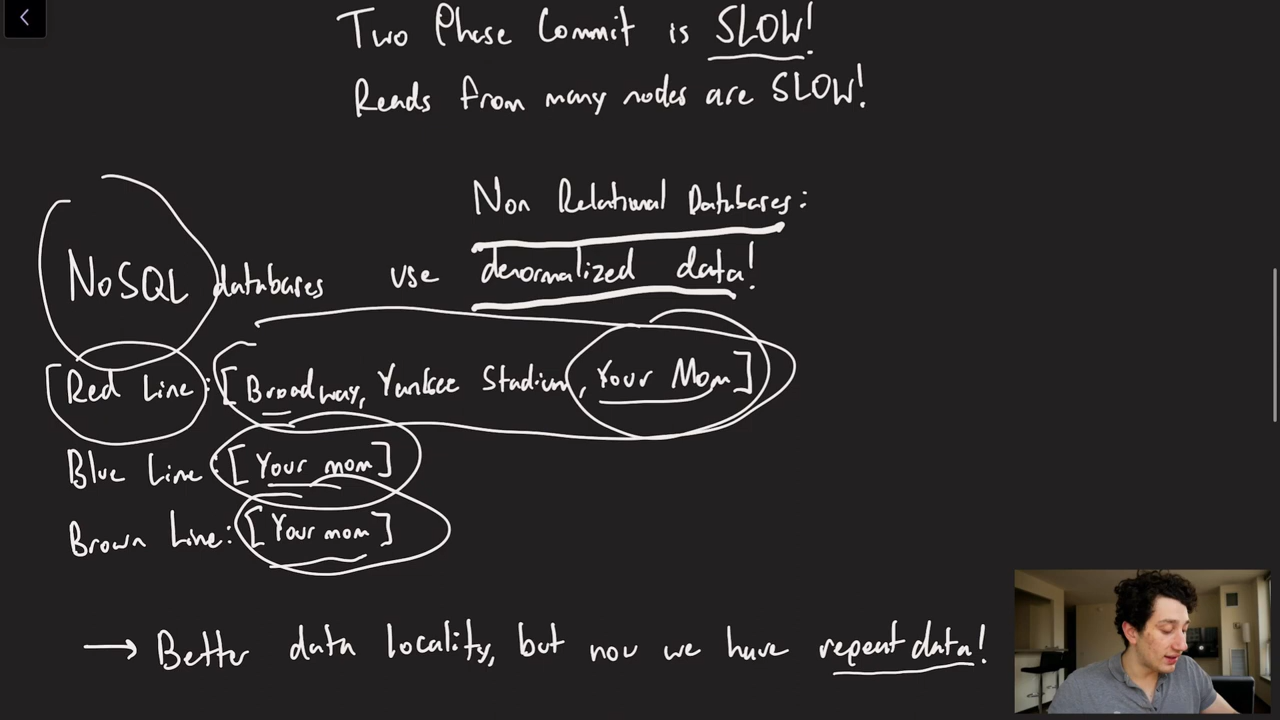 Two Phase Commit is SLOW!
Reads from many nodes are SLOW!
Non Relational Databases:
NoSQL databases use denormalized data!
[Red Line: [Broadway, Yankee Stadium, Your Mom]
Blue Line: [Your mom]
Brown Line: [Your mom]
→ Better data locality, but now we have repeat data!